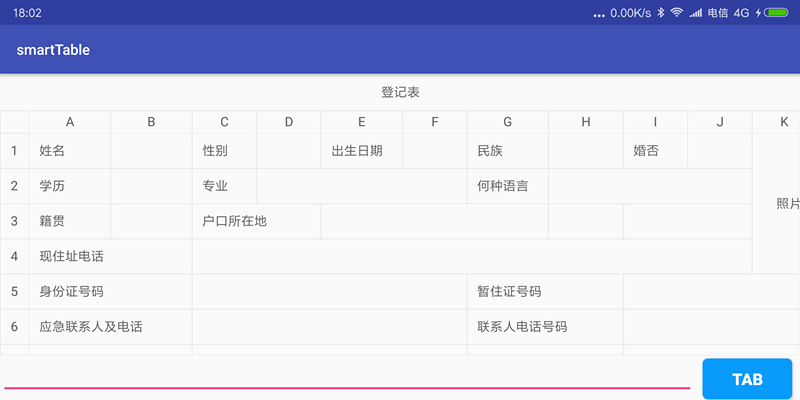 18:02 ... 0.00K/s 电信 4G
smartTable
登记表
A B C D E F G H I J K
1 姓名 性别 出生日期 民族 婚否
2 学历 专业 何种语言 照片
3 籍贯 户口所在地
4 现住址电话
5 身份证号码 暂住证号码
6 应急联系人及电话 联系人电话号码
TAB